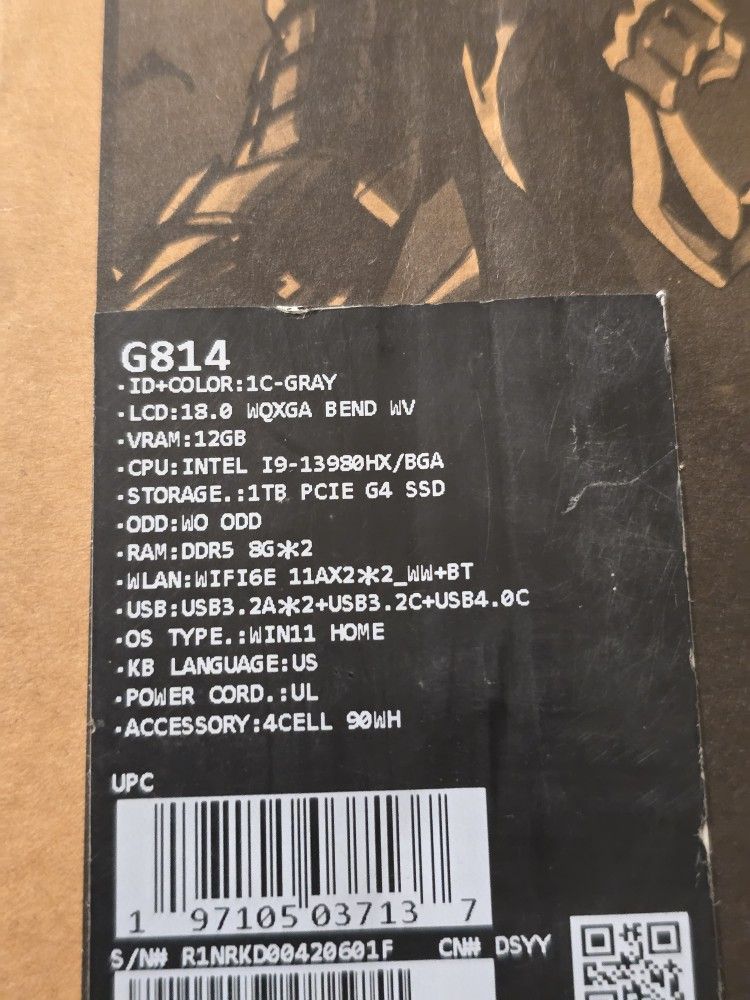 G814
·ID+COLOR:1C-GRAY
·LCD:18.0 WQXGA BEND WV
·VRAM:12GB
·CPU:INTEL I9-13980HX/BGA
·STORAGE.:1TB PCIE G4 SSD
·ODD:WO ODD
·RAM:DDR5 8G*2
·WLAN:WIFI6E 11AX2*2_WW+BT
·USB:USB3.2A*2+USB3.2C+USB4.0C
·OS TYPE.:WIN11 HOME
·KB LANGUAGE:US
·POWER CORD.:UL
·ACCESSORY:4CELL 90WH
UPC
1 97105 03713 7
S/N# R1NRKD00420601F CN# DSYY